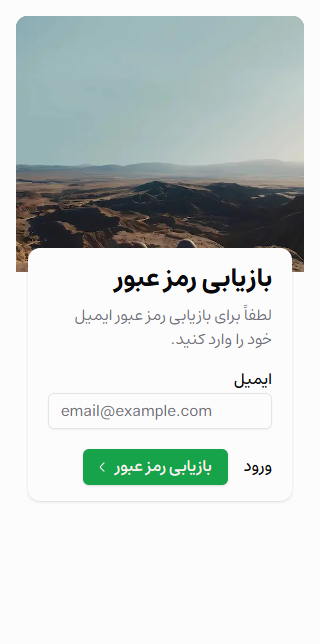 بازیابی رمز عبور
لطفاً برای بازیابی رمز عبور ایمیل
خود را وارد کنید.
ایمیل
email@example.com
ورود
بازیابی رمز عبور